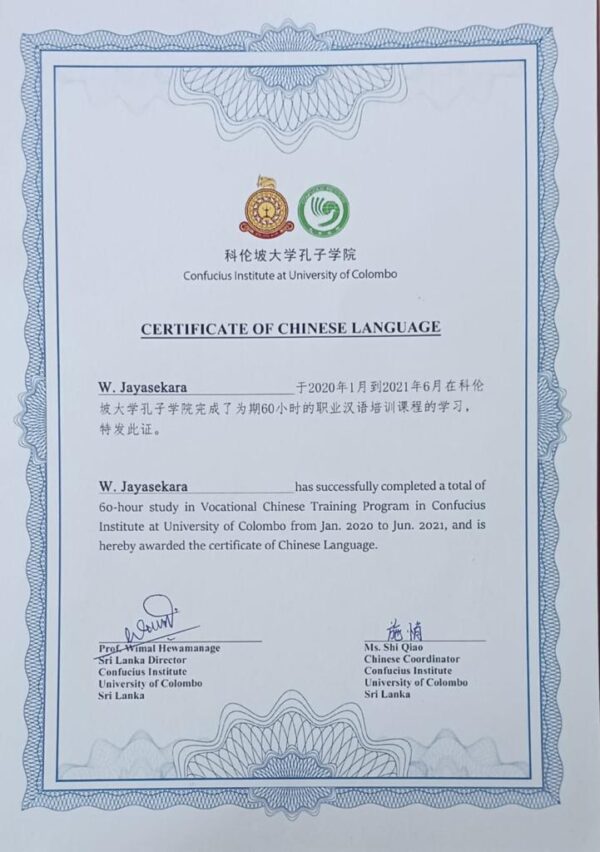 科伦坡大学孔子学院
Confucius Institute at University of Colombo
CERTIFICATE OF CHINESE LANGUAGE
W. Jayasekara 于2020年1月到2021年6月在科伦
坡大学孔子学院完成了为期60小时的职业汉语培训课程的学习，
特发此证。
W. Jayasekara has successfully completed a total of
60-hour study in Vocational Chinese Training Program in Confucius
Institute at University of Colombo from Jan. 2020 to Jun. 2021, and is
hereby awarded the certificate of Chinese Language.
Prof. Wimal Hewamanage
Sri Lanka Director
Confucius Institute
University of Colombo
Sri Lanka
施悄
Ms. Shi Qiao
Chinese Coordinator
Confucius Institute
University of Colombo
Sri Lanka